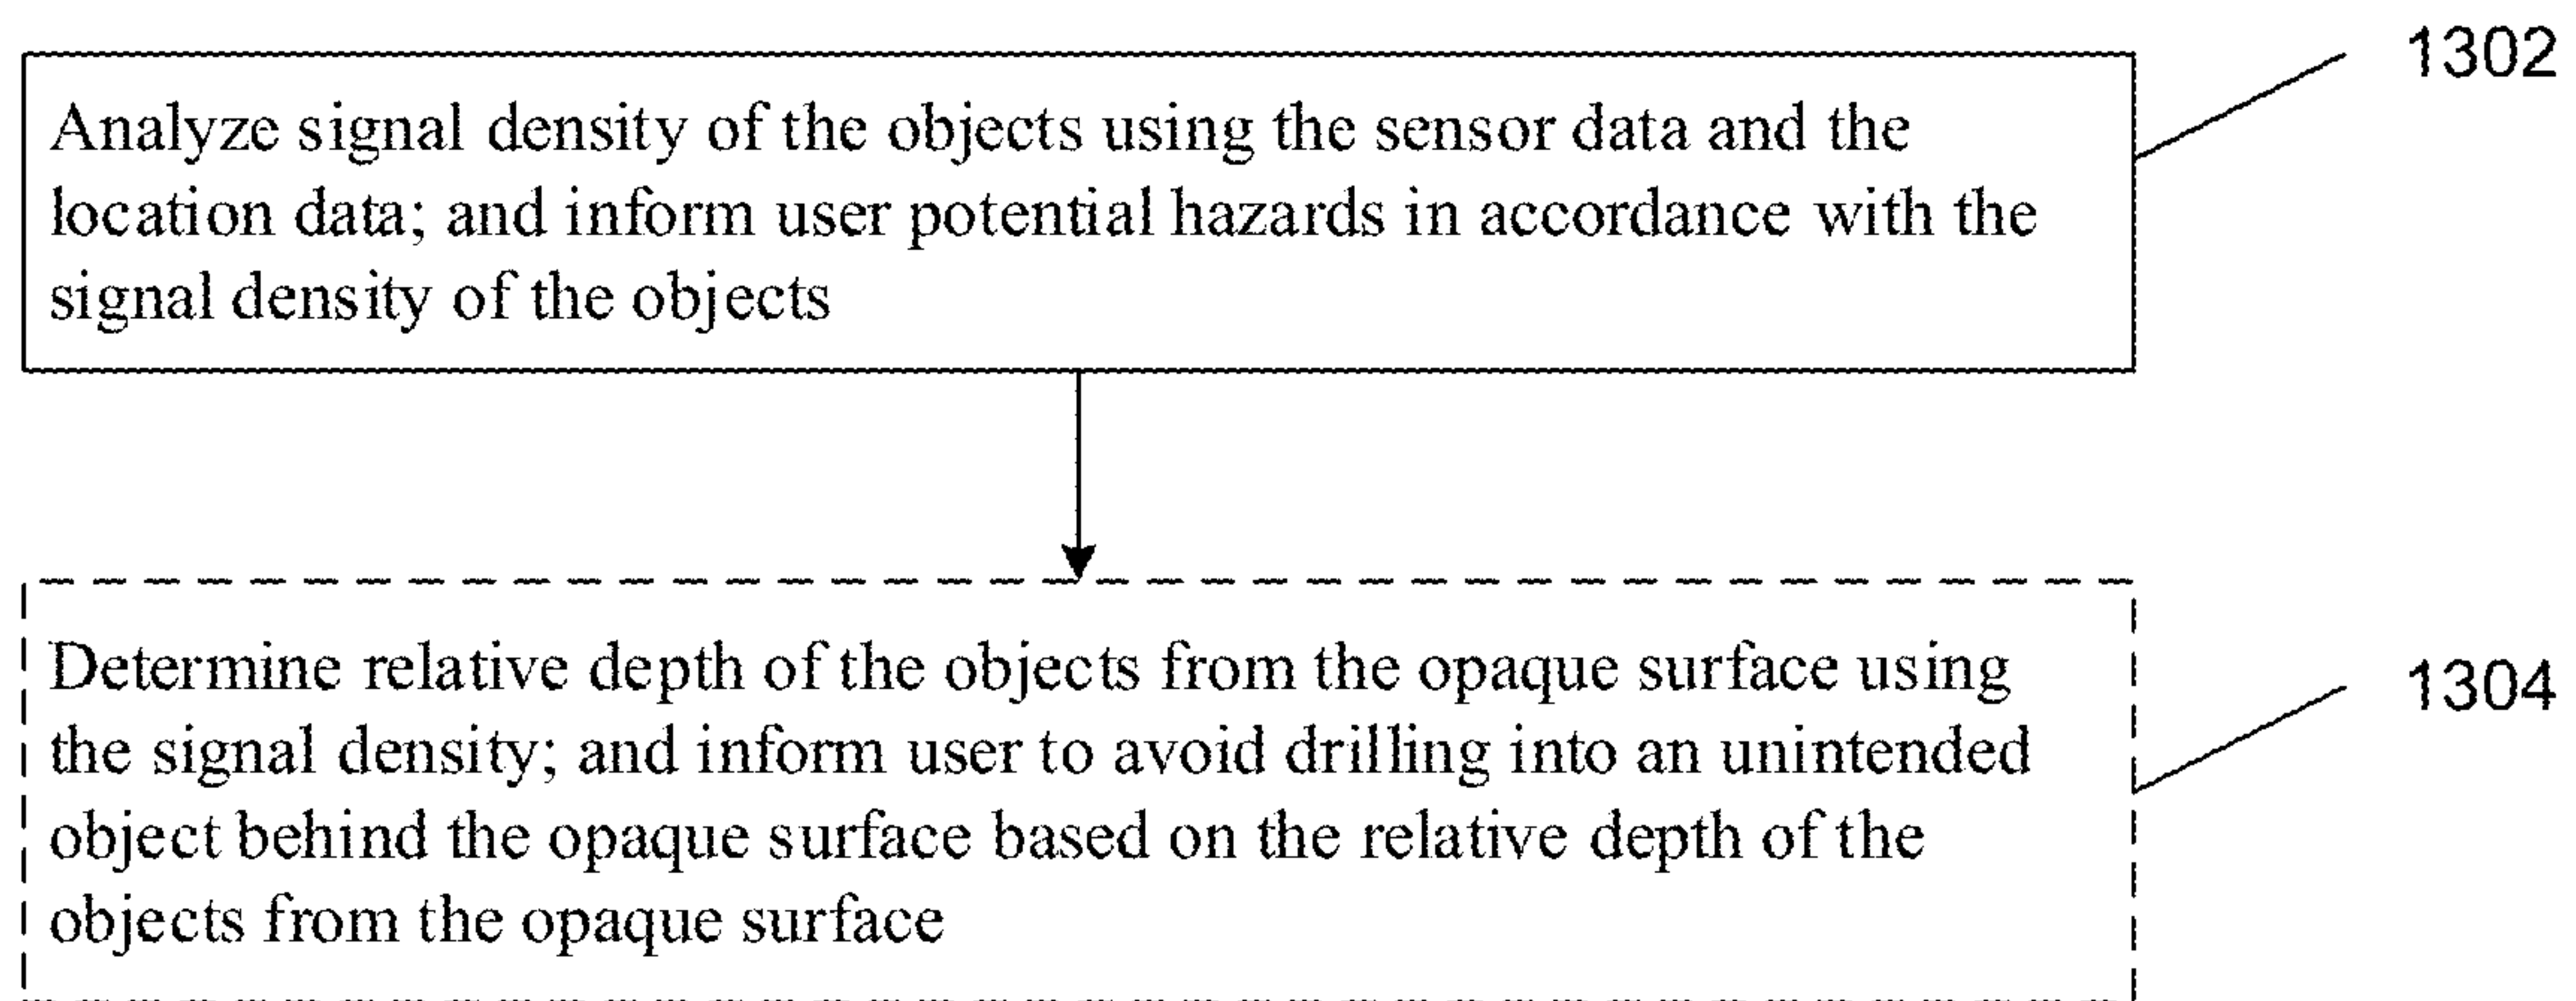 1302
Analyze signal density of the objects using the sensor data and the
location data; and inform user potential hazards in accordance with the
signal density of the objects
1304
Determine relative depth of the objects from the opaque surface using
the signal density; and inform user to avoid drilling into an unintended
object behind the opaque surface based on the relative depth of the
objects from the opaque surface